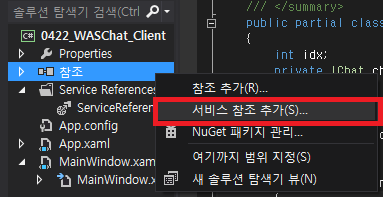 솔루션 탐색기 검색(Ctrl
0422_WASChat_Client
Properties
참조
Service References
ServiceReferen
App.config
App.xaml
MainWindow.xam
MainWindow.x
/// </summary>
public partial class
{
int idx;
private IChat ch
참조 추가(R)...
서비스 참조 추가(S)...
NuGet 패키지 관리...
여기까지 범위 지정(S)
새 솔루션 탐색기 뷰(N)